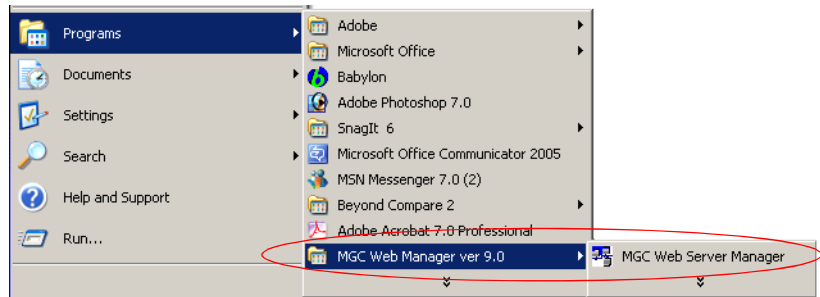 Programs
Documents
Settings
Search
Help and Support
Run...
Adobe
Microsoft Office
Babylon
Adobe Photoshop 7.0
SnagIt 6
Microsoft Office Communicator 2005
MSN Messenger 7.0 (2)
Beyond Compare 2
Adobe Acrobat 7.0 Professional
MGC Web Manager ver 9.0
MGC Web Server Manager